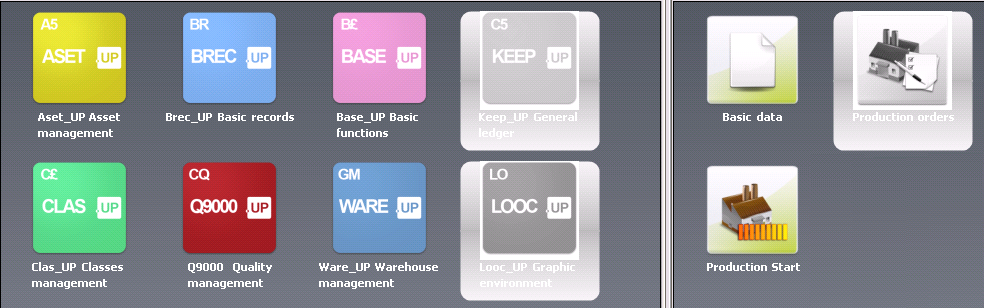 A5
BR
B£
C5
ASET .UP
BREC .UP
BASE .UP
KEEP .UP
Aset_UP Asset
management
Brec_UP Basic records
Base_UP Basic
functions
Keep_UP General
ledger
Basic data
Production orders
C£
CQ
GM
LO
CLAS .UP
Q9000 .UP
WARE .UP
LOOC .UP
Clas_UP Classes
management
Q9000 Quality
management
Ware_UP Warehouse
management
Looc_UP Graphic
environment
Production Start